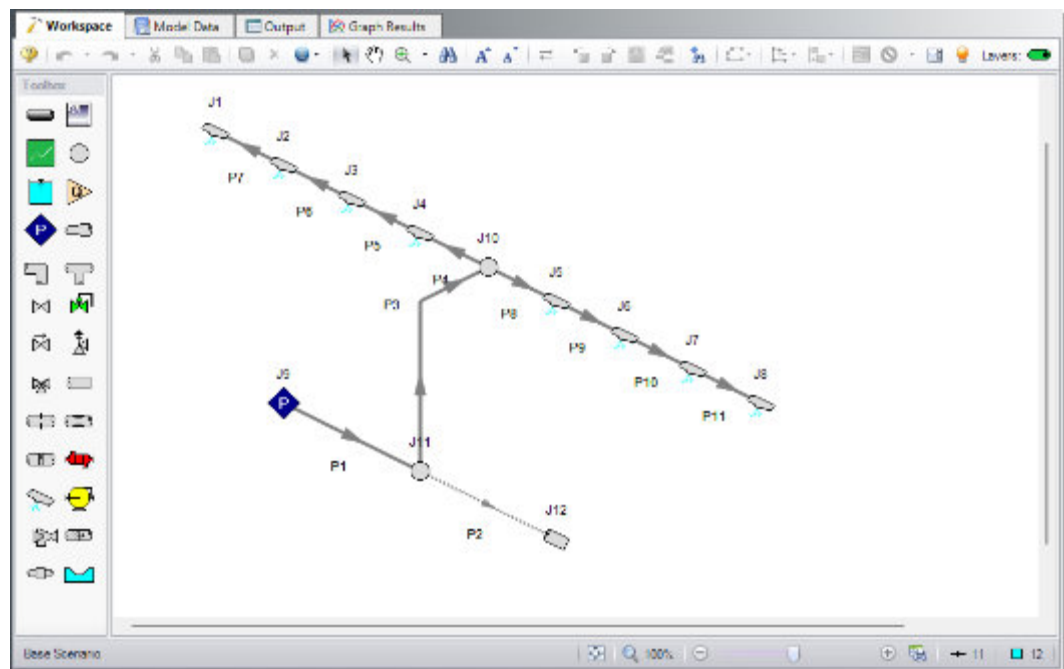 Workspace Model Data Output Graph Results
Layers:
Toolbox
J1
J2
P7
J3
P6
J4
P5
J10
P4
J5
P3
P8
J6
P9
J7
P10
J8
J9
P
P11
J11
P1
J12
P2
Base Scenario 100% 11 12